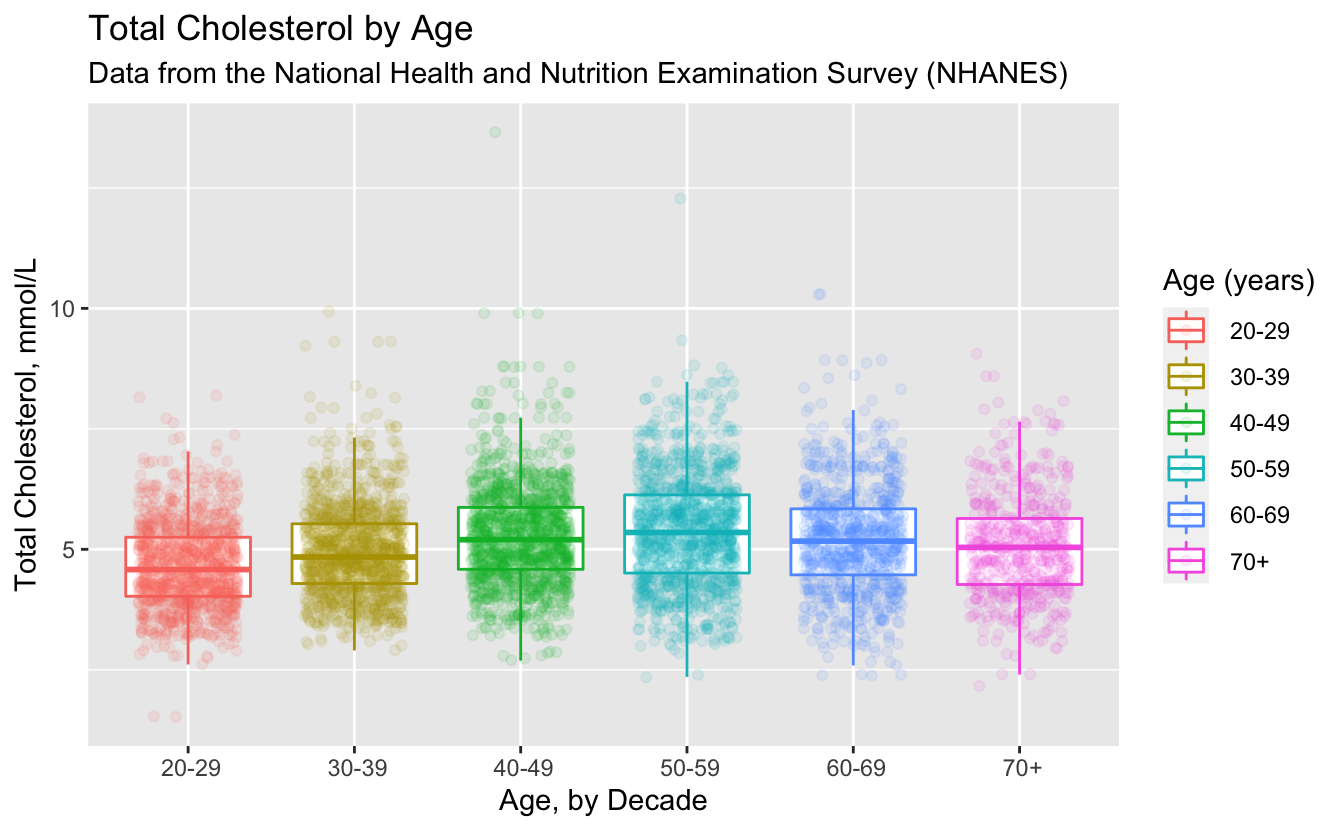 Total Cholesterol by Age
Data from the National Health and Nutrition Examination Survey (NHANES)
Total Cholesterol, mmol/L
10
5
20-29
30-39
40-49
50-59
60-69
70+
Age, by Decade
Age (years)
20-29
30-39
40-49
50-59
60-69
70+